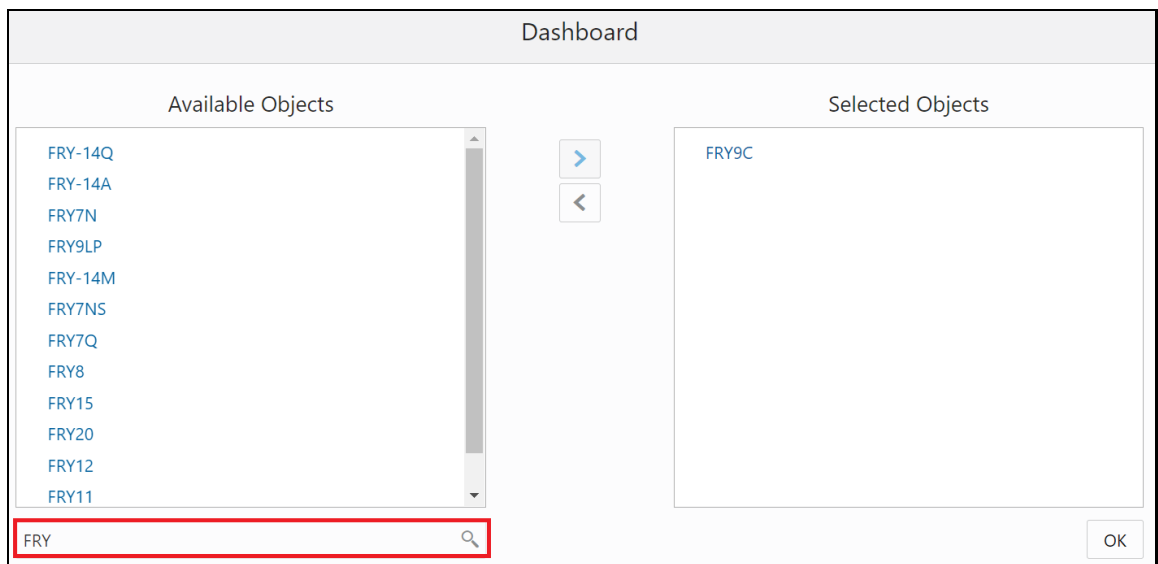 Dashboard
Available Objects
Selected Objects
FRY-14Q
FRY-14A
FRY7N
FRY9LP
FRY-14M
FRY7NS
FRY7Q
FRY8
FRY15
FRY20
FRY12
FRY11
FRY9C
FRY
OK